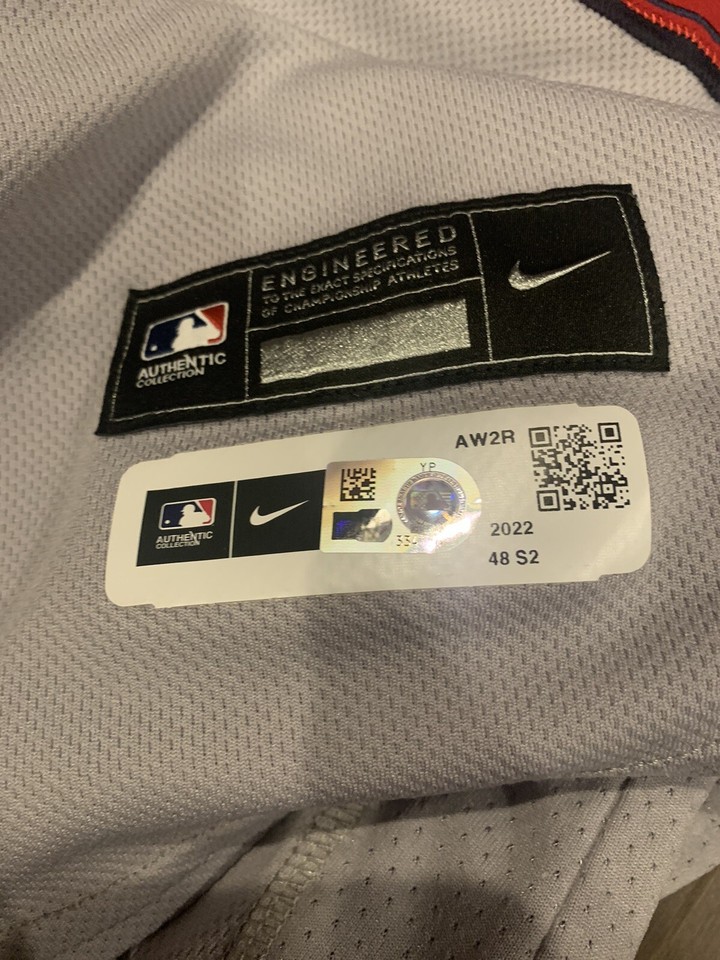 ENGINEERED
TO THE EXACT SPECIFICATIONS
OF CHAMPIONSHIP ATHLETES
AUTHENTIC
COLLECTION
AW2R
YP
AUTHENTIC
COLLECTION
2022
48 S2